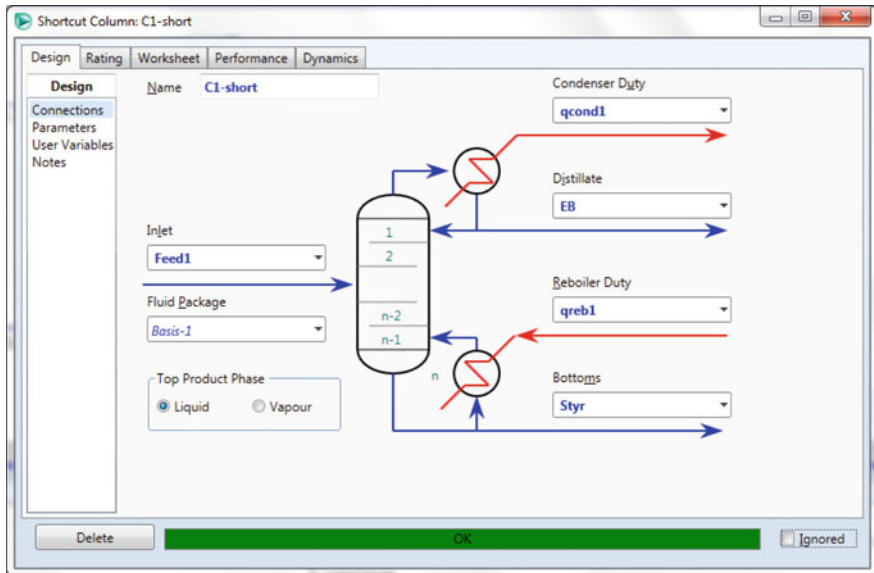 Shortcut Column: C1-short
Design Rating Worksheet Performance Dynamics
Design
Connections
Parameters
User Variables
Notes
Name C1-short
Condenser Duty
qcond1
Distillate
EB
Inlet
Feed1
Fluid Package
Basis-1
Reboiler Duty
qreb1
Bottoms
Styr
1
2
n-2
n-1
n
Top Product Phase
Liquid Vapour
Delete
OK
Ignored